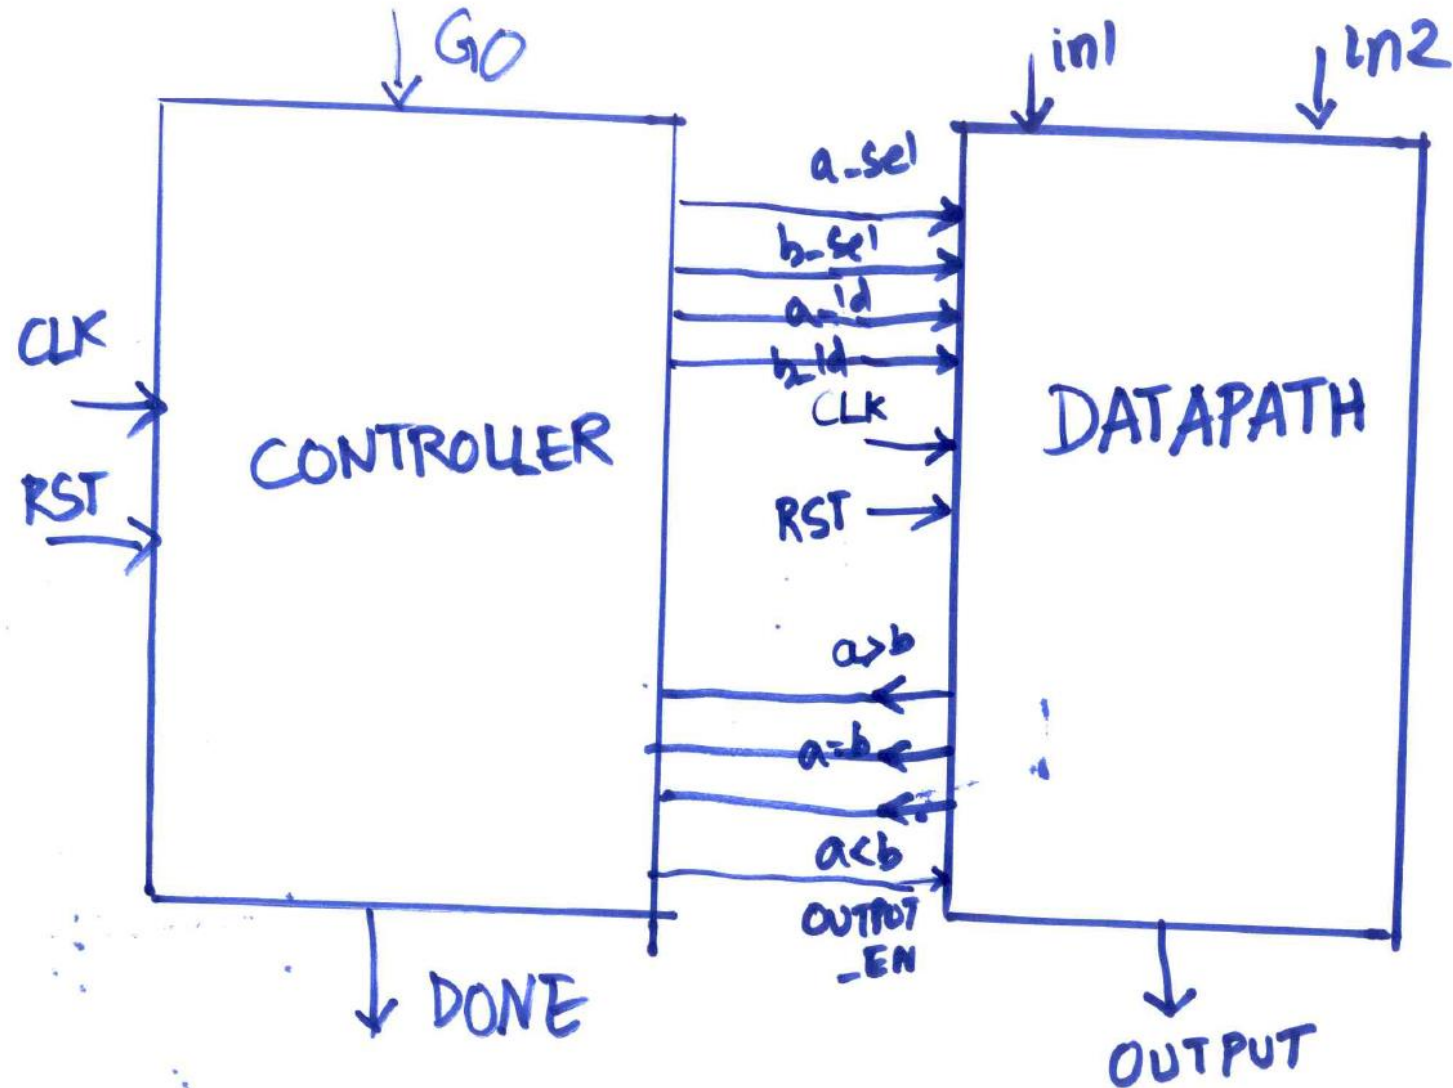 GO
in1
in2
a_sel
b_sel
a_ld
b_ld
CLK
RST
CLK
RST
CONTROLLER
DATAPATH
a>b
a=b
a<b
OUTPUT
_EN
DONE
OUTPUT